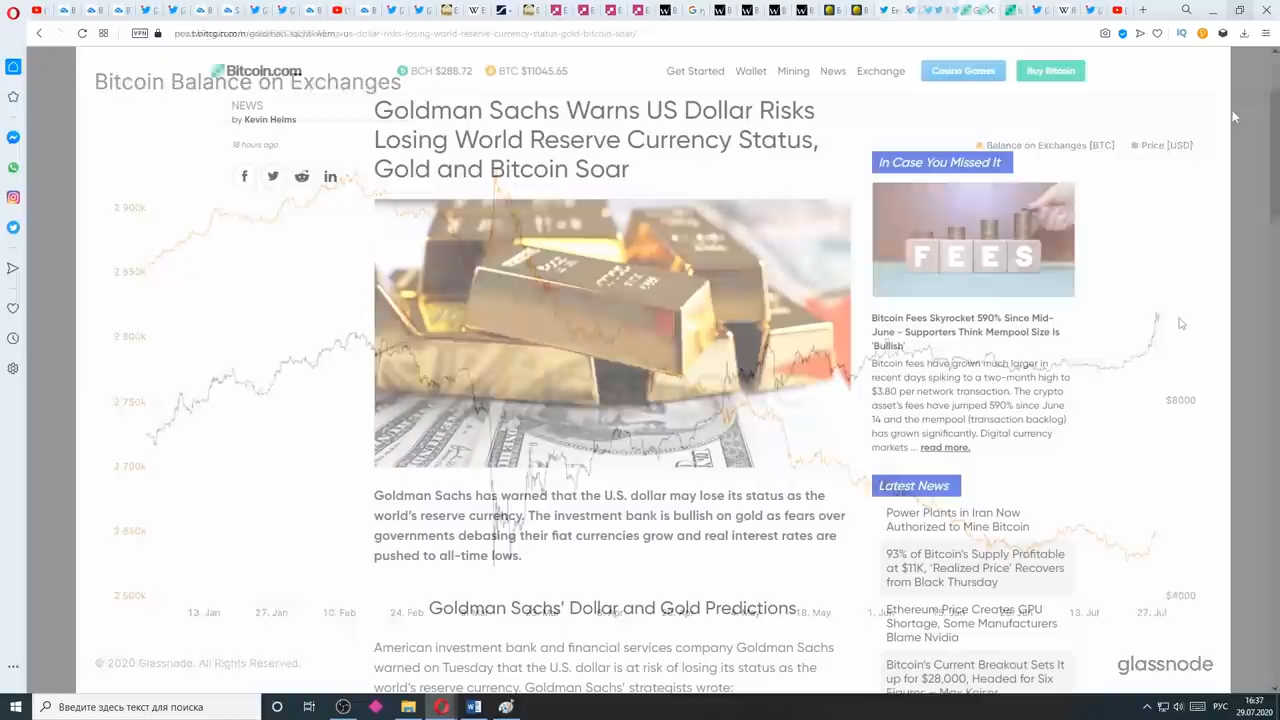 Bitcoin.com
BCH $288.72
BTC $11045.65
Get Started
Wallet
Mining
News
Exchange
Casino Games
Buy Bitcoin
Bitcoin Balance on Exchanges
NEWS
by Kevin Helms
18 hours ago
Goldman Sachs Warns US Dollar Risks
Losing World Reserve Currency Status,
Gold and Bitcoin Soar
Balance on Exchanges [BTC]
Price [USD]
In Case You Missed It
FEES
Bitcoin Fees Skyrocket 590% Since Mid-
June - Supporters Think Mempool Size Is
'Bullish'
Bitcoin fees have grown much larger in
recent days spiking to a two-month high to
$3.80 per network transaction. The crypto
asset's fees have jumped 590% since June
14 and the mempool (transaction backlog)
has grown significantly. Digital currency
markets ... read more.
2 900k
2 850k
2 800k
2 750k
2 700k
2 650k
2 600k
$8000
$4000
Goldman Sachs has warned that the U.S. dollar may lose its status as the
world's reserve currency. The investment bank is bullish on gold as fears over
governments debasing their fiat currencies grow and real interest rates are
pushed to all-time lows.
Latest News
Power Plants in Iran Now
Authorized to Mine Bitcoin
93% of Bitcoin's Supply Profitable
at $11K, 'Realized Price' Recovers
from Black Thursday
Ethereum Price Creates GPU
Shortage, Some Manufacturers
Blame Nvidia
Bitcoin's Current Breakout Sets It
up for $28,000, Headed for Six
Figures – Max Keiser
13. Jan
27. Jan
10. Feb
24. Feb
18. May
13. Jul
27. Jul
Goldman Sachs' Dollar and Gold Predictions
American investment bank and financial services company Goldman Sachs
warned on Tuesday that the U.S. dollar is at risk of losing its status as the
world's reserve currency. Goldman Sachs' strategists wrote:
© 2020 Glassnode. All Rights Reserved.
glassnode
Введите здесь текст для поиска
РУС
16:37
29.07.2020